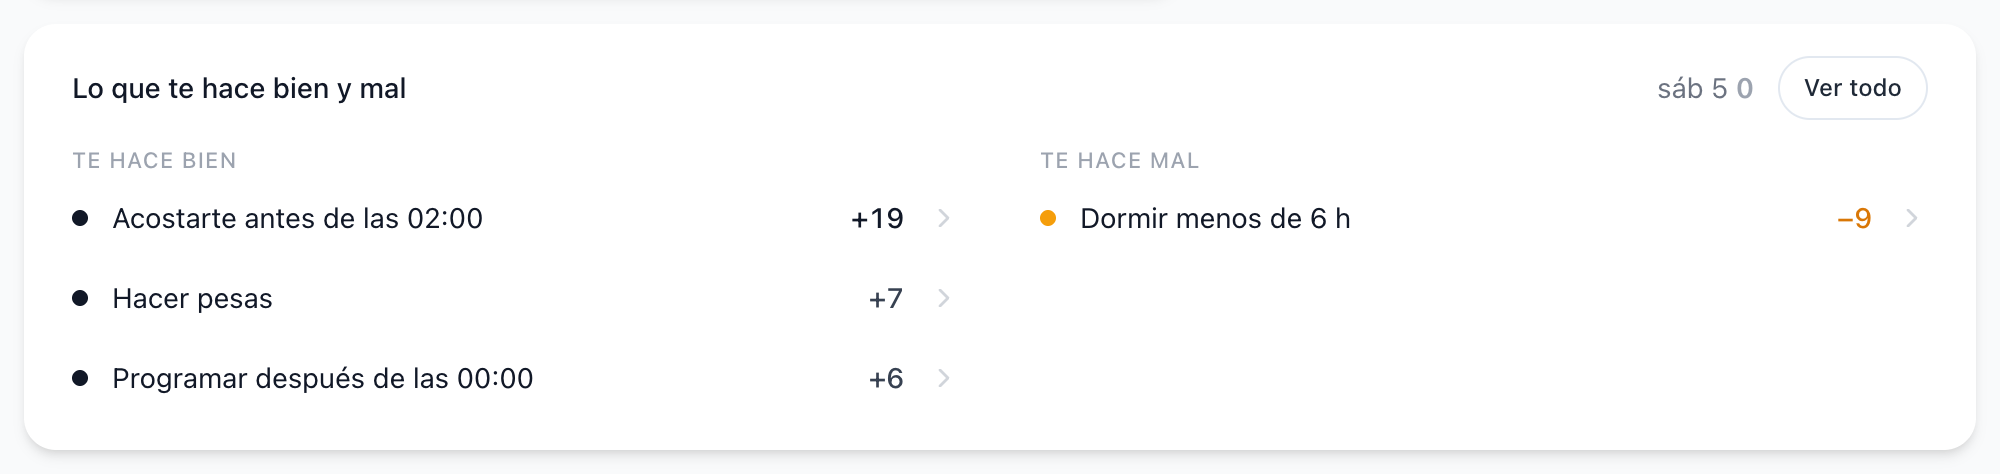 Lo que te hace bien y mal
sáb 5 0
Ver todo
TE HACE BIEN
Acostarte antes de las 02:00 +19
Hacer pesas +7
Programar después de las 00:00 +6
TE HACE MAL
Dormir menos de 6 h −9